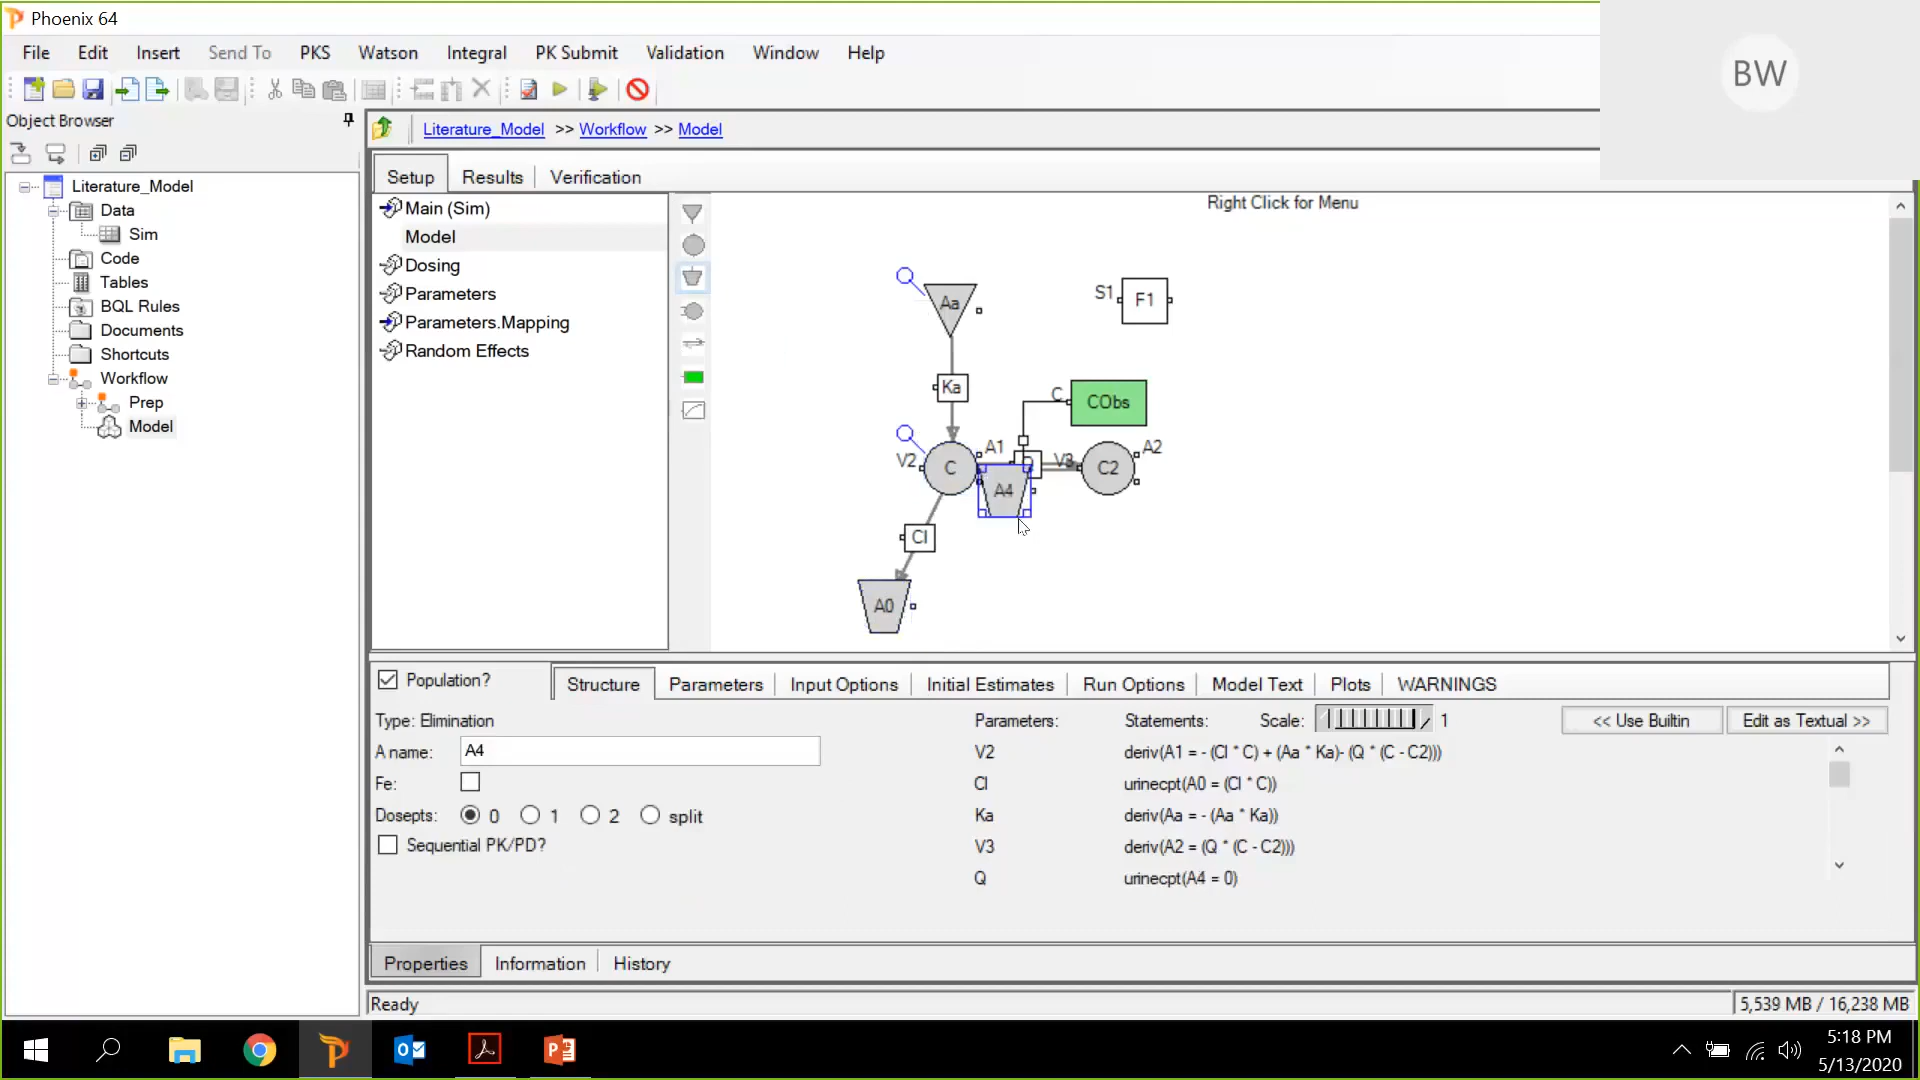 Phoenix 64
BW
File Edit Insert Send To PKS Watson Integral PK Submit Validation Window Help
Object Browser
Literature_Model >> Workflow >> Model
Literature_Model
Data
Sim
Code
Tables
BQL Rules
Documents
Shortcuts
Workflow
Prep
Model
Setup Results Verification
Main (Sim)
Model
Dosing
Parameters
Parameters.Mapping
Random Effects
Right Click for Menu
Aa
S1 F1
Ka
C CObs
V2 C A1 V3 C2 A2
A4
Cl
A0
Population?
Structure Parameters Input Options Initial Estimates Run Options Model Text Plots WARNINGS
Type: Elimination
A name: A4
Fe:
Dosepts: 0 1 2 split
Sequential PK/PD?
Parameters: Statements: Scale: 1 << Use Builtin Edit as Textual >>
V2 deriv(A1 = - (Cl * C) + (Aa * Ka)- (Q * (C - C2)))
Cl urinecpt(A0 = (Cl * C))
Ka deriv(Aa = - (Aa * Ka))
V3 deriv(A2 = (Q * (C - C2)))
Q urinecpt(A4 = 0)
Properties Information History
Ready
5,539 MB / 16,238 MB
5:18 PM
5/13/2020